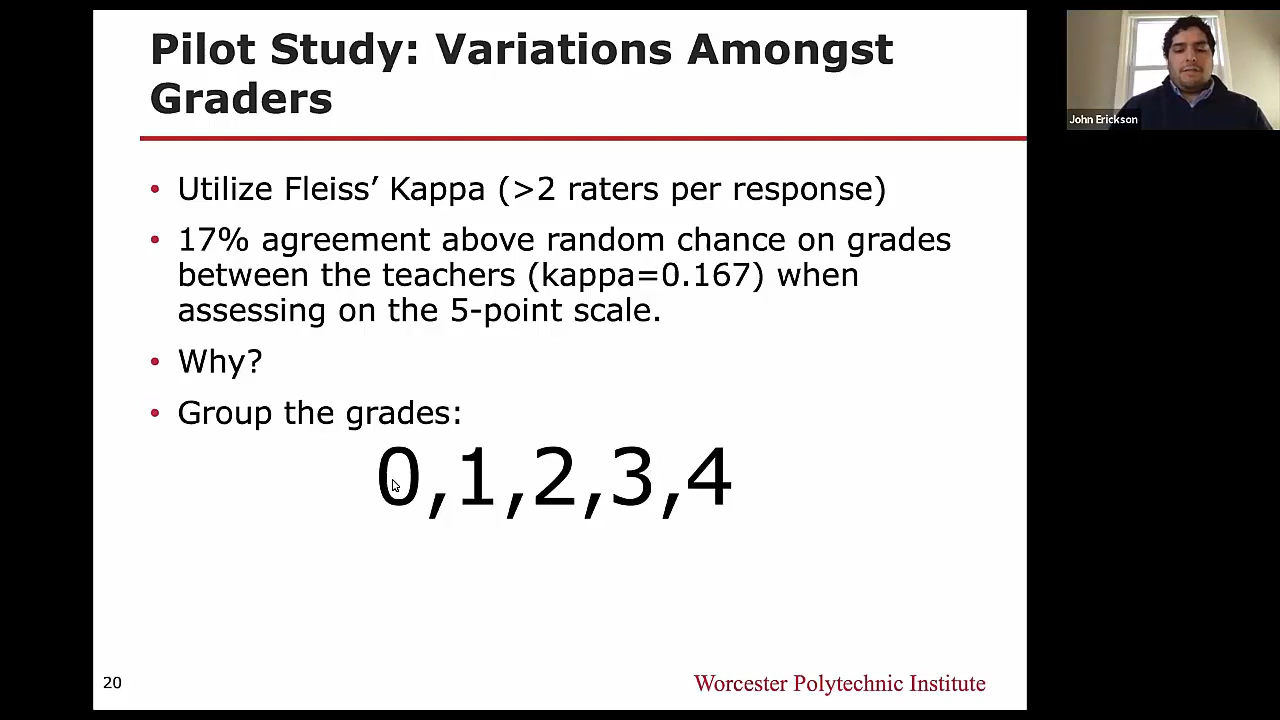 Pilot Study: Variations Amongst
Graders
• Utilize Fleiss’ Kappa (>2 raters per response)
• 17% agreement above random chance on grades
between the teachers (kappa=0.167) when
assessing on the 5-point scale.
• Why?
• Group the grades:
0,1,2,3,4
20
Worcester Polytechnic Institute
John Erickson